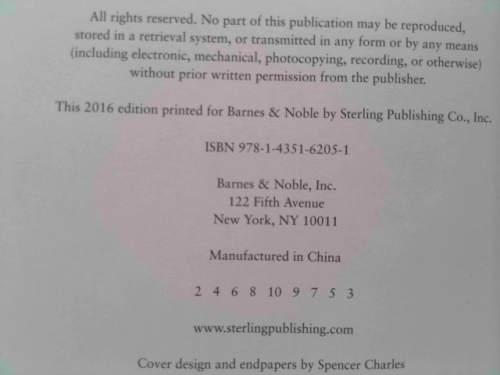 All rights reserved. No part of this publication may be reproduced,
stored in a retrieval system, or transmitted in any form or by any means
(including electronic, mechanical, photocopying, recording, or otherwise)
without prior written permission from the publisher.
This 2016 edition printed for Barnes & Noble by Sterling Publishing Co., Inc.
ISBN 978-1-4351-6205-1
Barnes & Noble, Inc.
122 Fifth Avenue
New York, NY 10011
Manufactured in China
2 4 6 8 10 9 7 5 3
www.sterlingpublishing.com
Cover design and endpapers by Spencer Charles